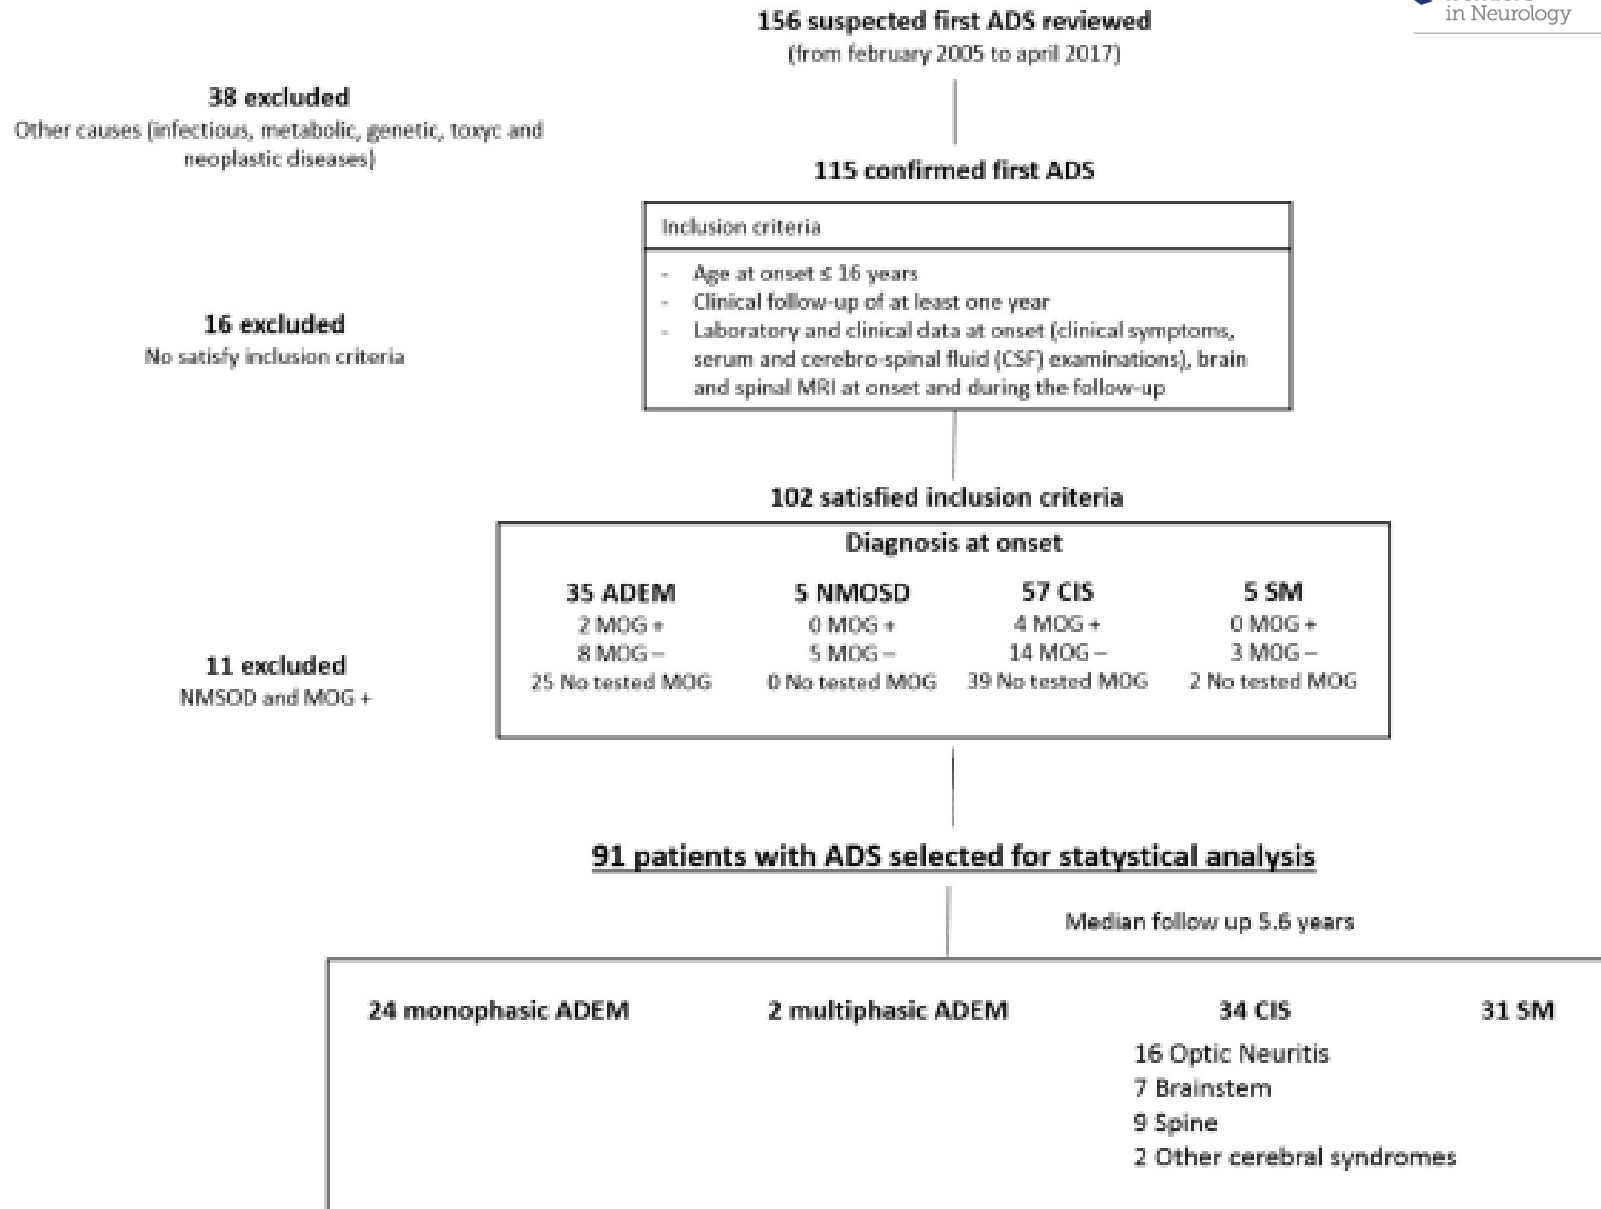 in Neurology
156 suspected first ADS reviewed
(from february 2005 to april 2017)
38 excluded
Other causes (infectious, metabolic, genetic, toxyc and
neoplastic diseases)
115 confirmed first ADS
Inclusion criteria
- Age at onset ≤ 16 years
- Clinical follow-up of at least one year
- Laboratory and clinical data at onset (clinical symptoms,
serum and cerebro-spinal fluid (CSF) examinations), brain
and spinal MRI at onset and during the follow-up
16 excluded
No satisfy inclusion criteria
102 satisfied inclusion criteria
Diagnosis at onset
35 ADEM 5 NMOSD 57 CIS 5 SM
2 MOG + 0 MOG + 4 MOG + 0 MOG +
8 MOG – 5 MOG – 14 MOG – 3 MOG –
25 No tested MOG 0 No tested MOG 39 No tested MOG 2 No tested MOG
11 excluded
NMSOD and MOG +
91 patients with ADS selected for statystical analysis
Median follow up 5.6 years
24 monophasic ADEM 2 multiphasic ADEM 34 CIS 31 SM
16 Optic Neuritis
7 Brainstem
9 Spine
2 Other cerebral syndromes